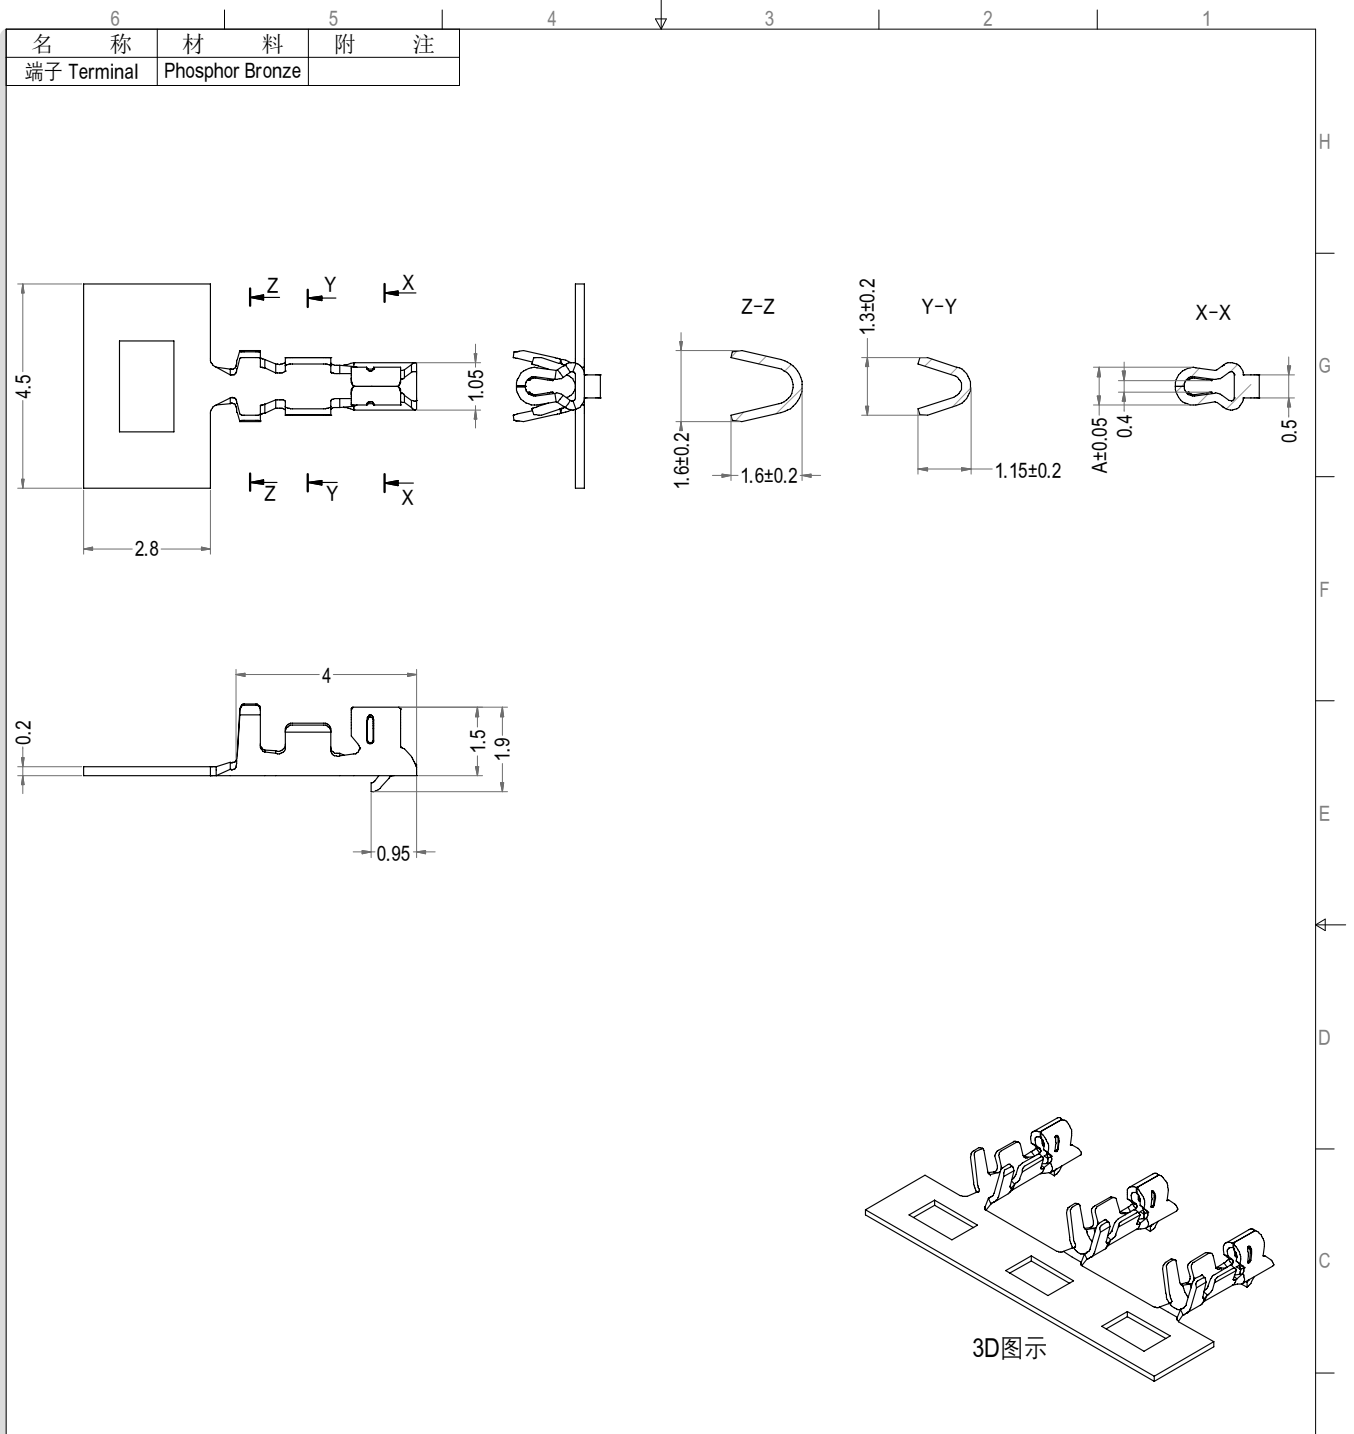 6 5 4 3 2 1
名 称 材 料 附 注
端子 Terminal Phosphor Bronze
H
Z Y X
Z-Z Y-Y X-X
1.3±0.2
G
4.5
1.05
1.6±0.2
1.6±0.2
1.15±0.2
A±0.05
0.4
0.5
Z Y X
2.8
F
4
0.2
1.5
1.9
E
0.95
D
C
3D图示